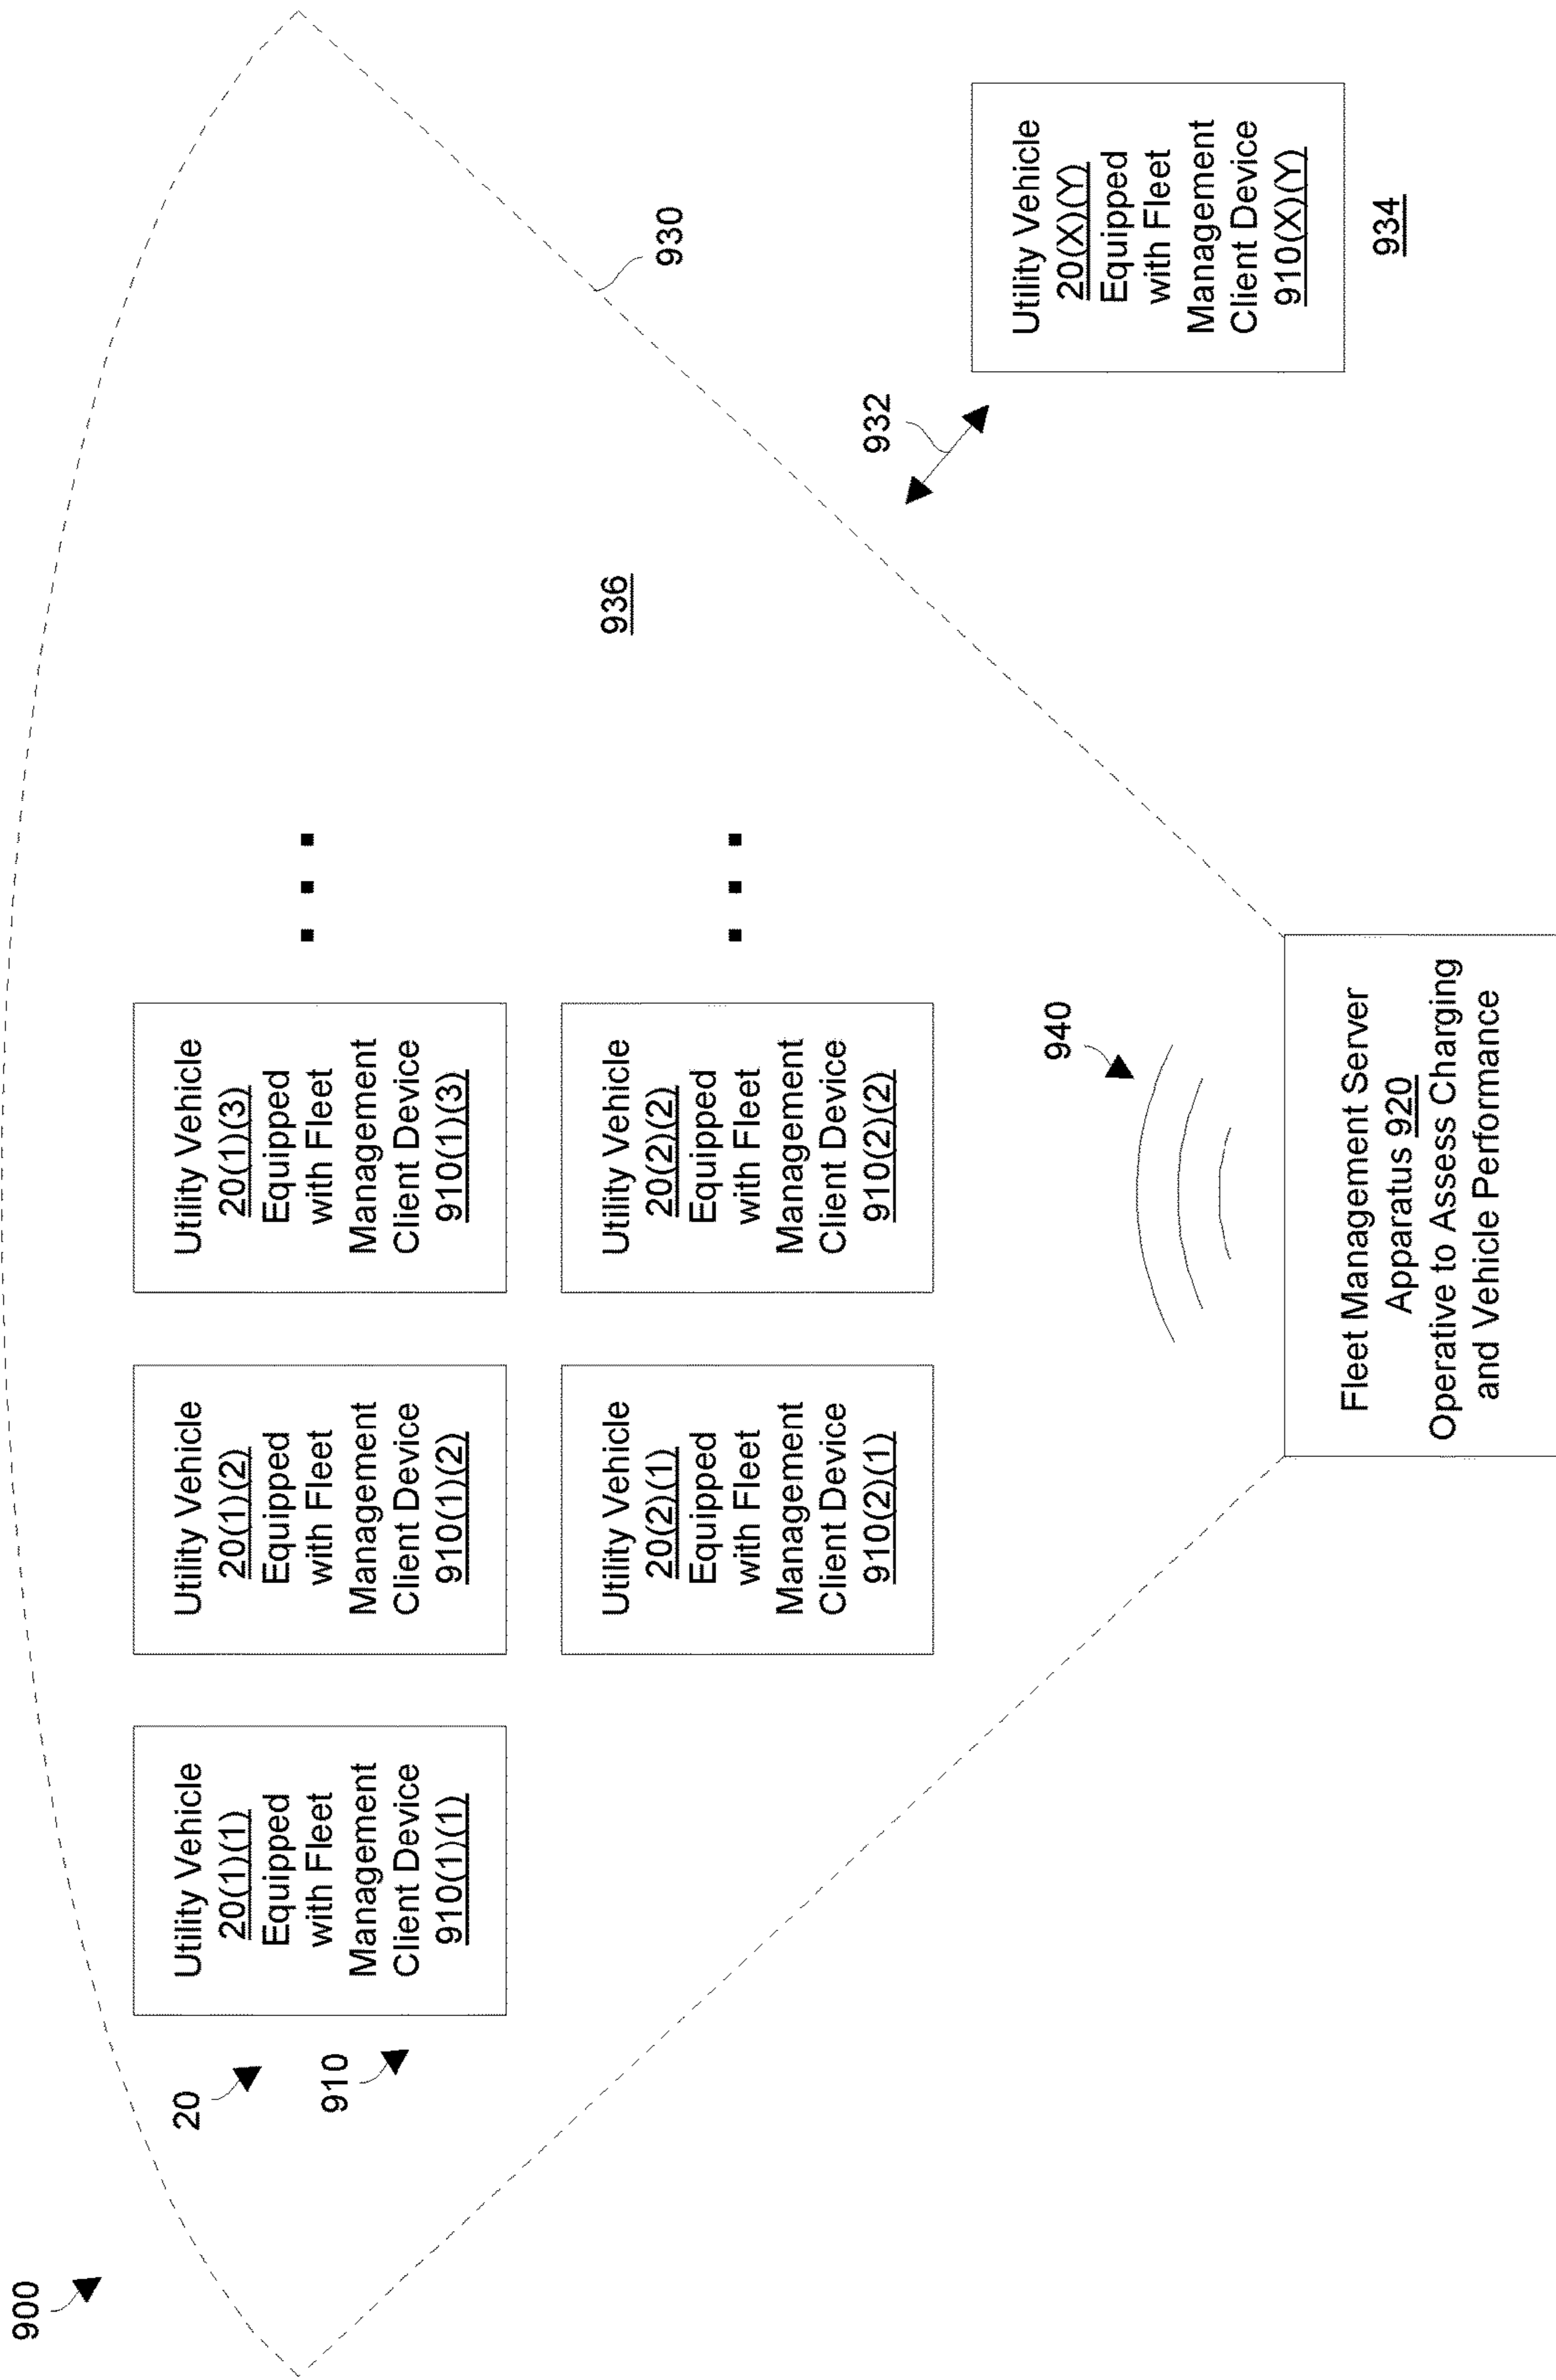 900
20
910
Utility Vehicle
20(1)(1)
Equipped
with Fleet
Management
Client Device
910(1)(1)
Utility Vehicle
20(1)(2)
Equipped
with Fleet
Management
Client Device
910(1)(2)
Utility Vehicle
20(1)(3)
Equipped
with Fleet
Management
Client Device
910(1)(3)
Utility Vehicle
20(2)(1)
Equipped
with Fleet
Management
Client Device
910(2)(1)
Utility Vehicle
20(2)(2)
Equipped
with Fleet
Management
Client Device
910(2)(2)
936
930
932
Utility Vehicle
20(X)(Y)
Equipped
with Fleet
Management
Client Device
910(X)(Y)
934
940
Fleet Management Server
Apparatus 920
Operative to Assess Charging
and Vehicle Performance